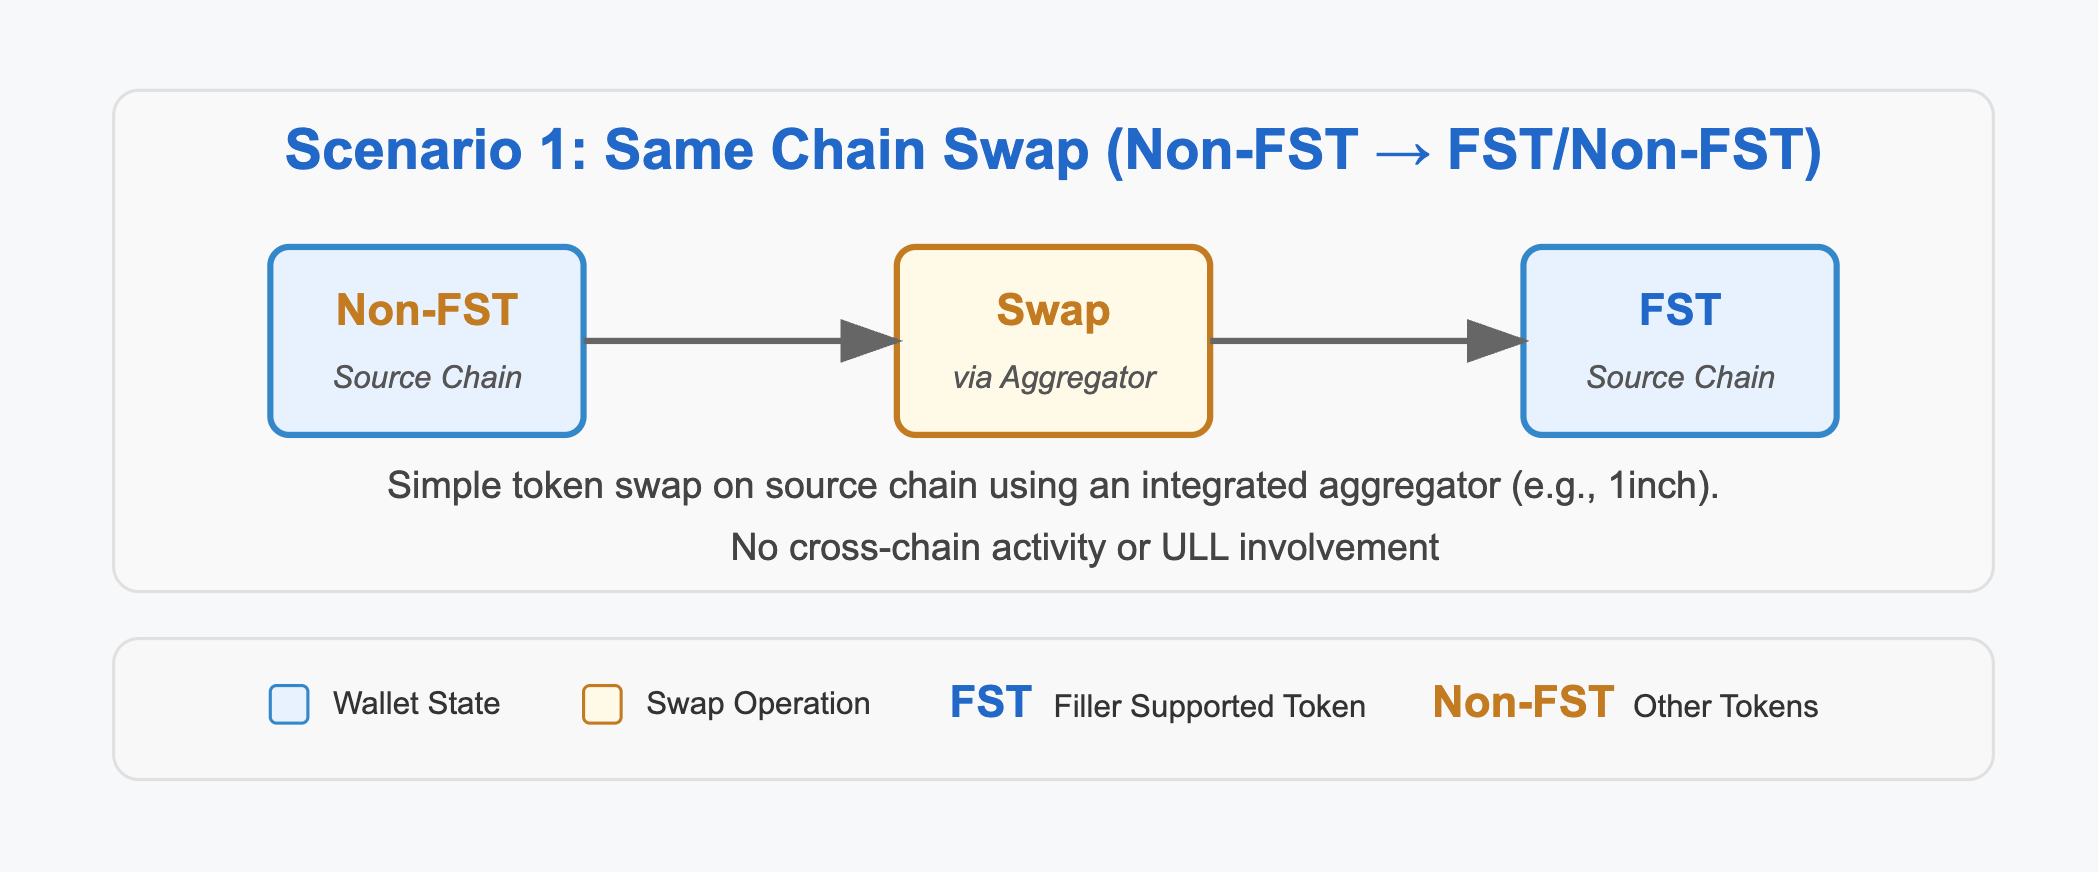 Scenario 1: Same Chain Swap (Non-FST → FST/Non-FST)
Non-FST
Source Chain
Swap
via Aggregator
FST
Source Chain
Simple token swap on source chain using an integrated aggregator (e.g., 1inch).
No cross-chain activity or ULL involvement
Wallet State
Swap Operation
FST Filler Supported Token
Non-FST Other Tokens